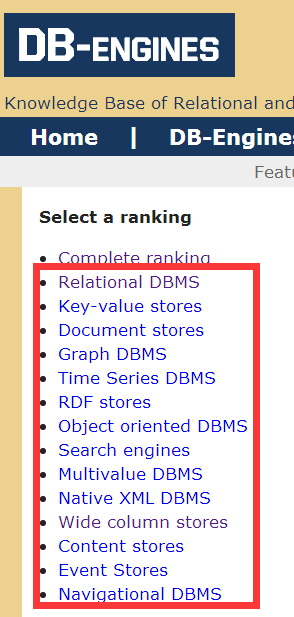 DB-ENGINES
Knowledge Base of Relational and
Home | DB-Engines
Featu
Select a ranking
Complete ranking
Relational DBMS
Key-value stores
Document stores
Graph DBMS
Time Series DBMS
RDF stores
Object oriented DBMS
Search engines
Multivalue DBMS
Native XML DBMS
Wide column stores
Content stores
Event Stores
Navigational DBMS